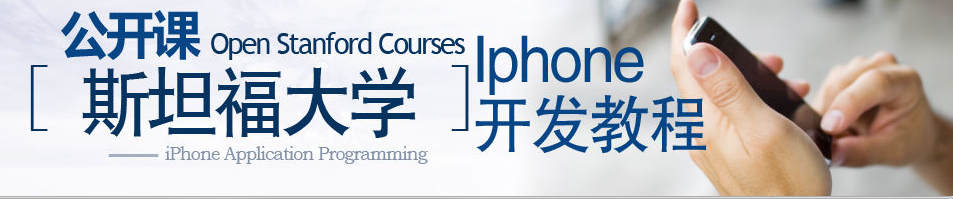 公开课 Open Stanford Courses
[斯坦福大学]
iPhone Application Programming
Iphone
开发教程